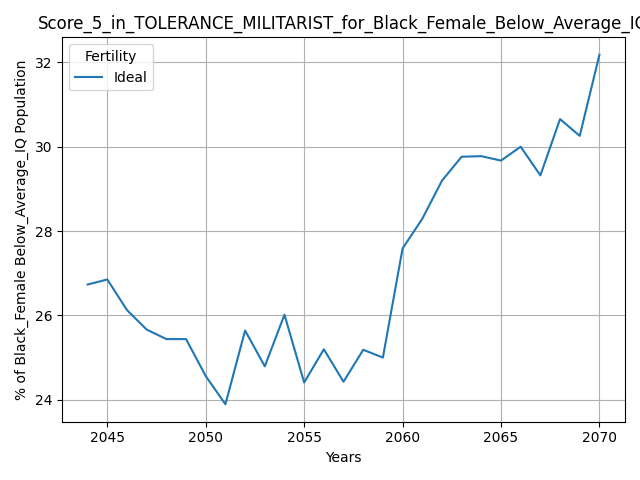 Score_5_in_TOLERANCE_MILITARIST_for_Black_Female_Below_Average_IQ
Fertility
Ideal
% of Black_Female Below_Average_IQ Population
32
30
28
26
24
2045 2050 2055 2060 2065 2070
Years